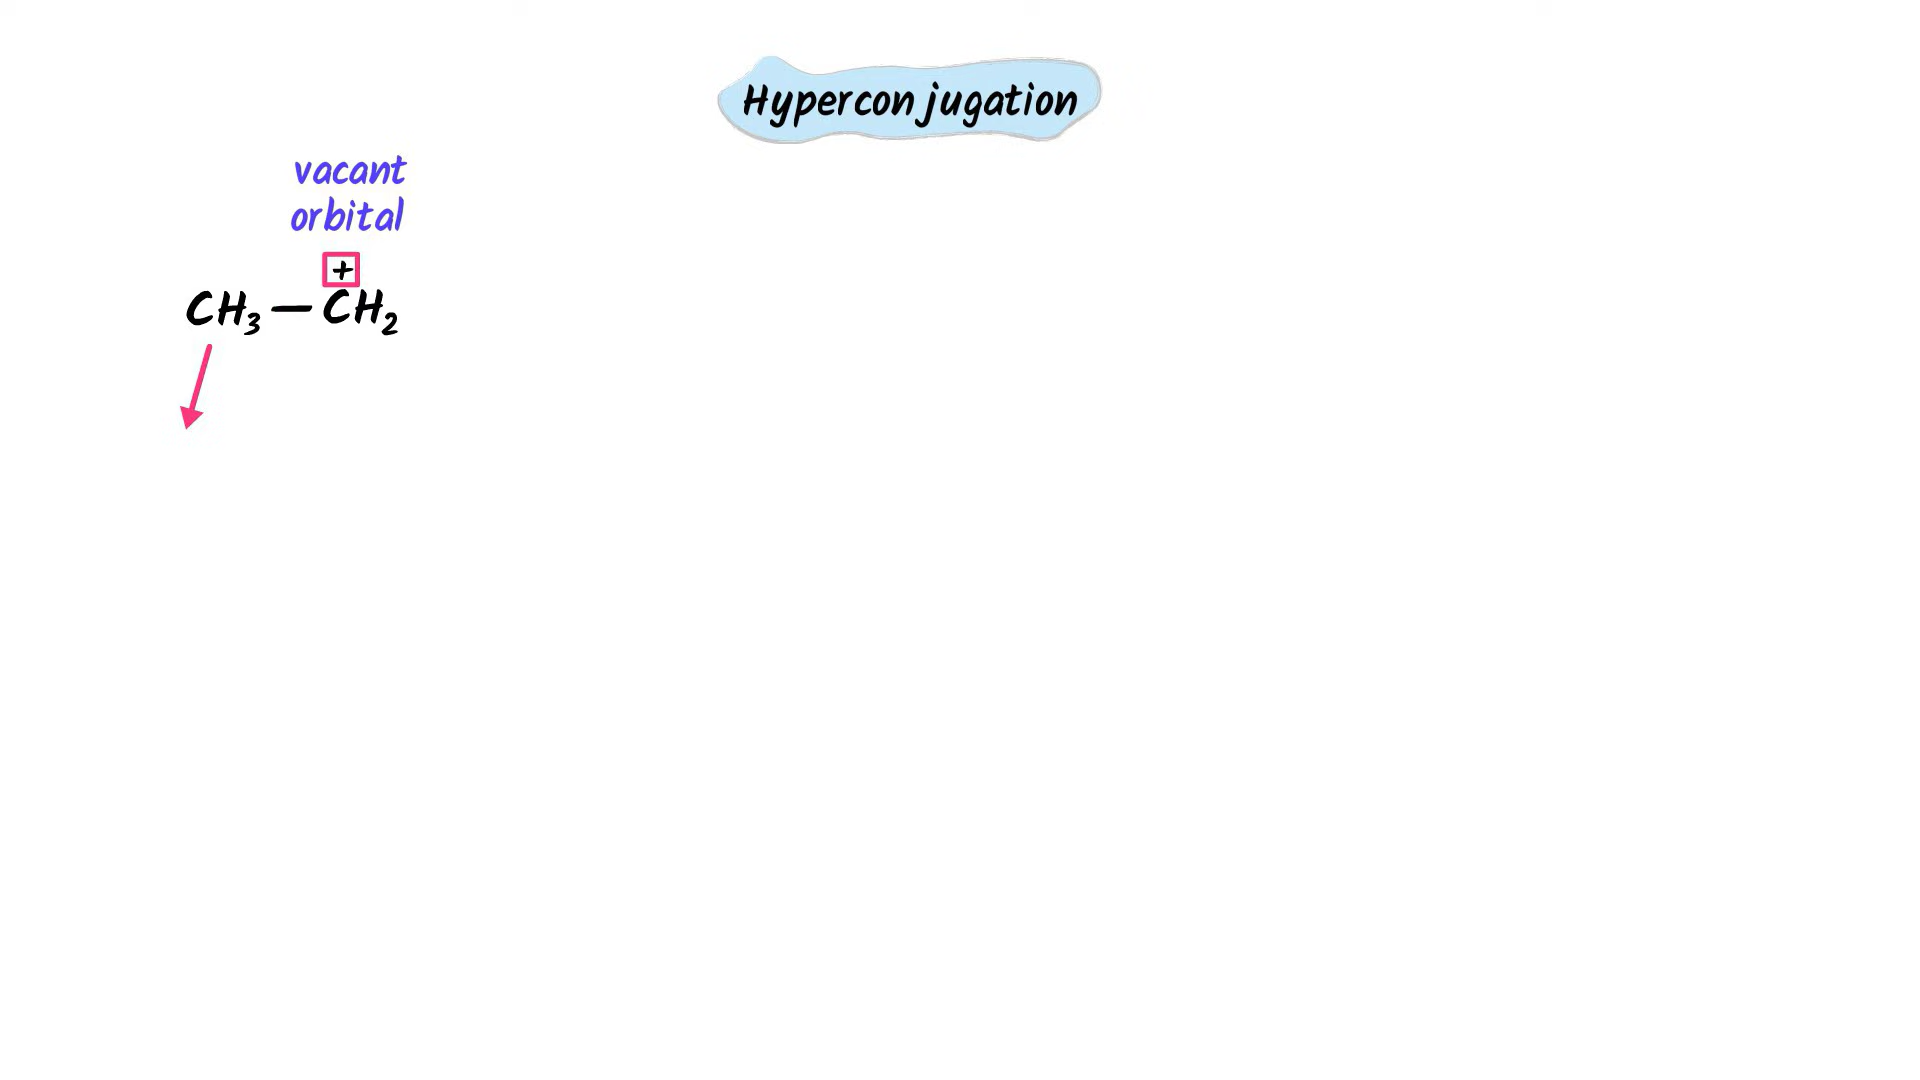 Hyperconjugation
vacant
orbital
+
CH₃ — CH₂